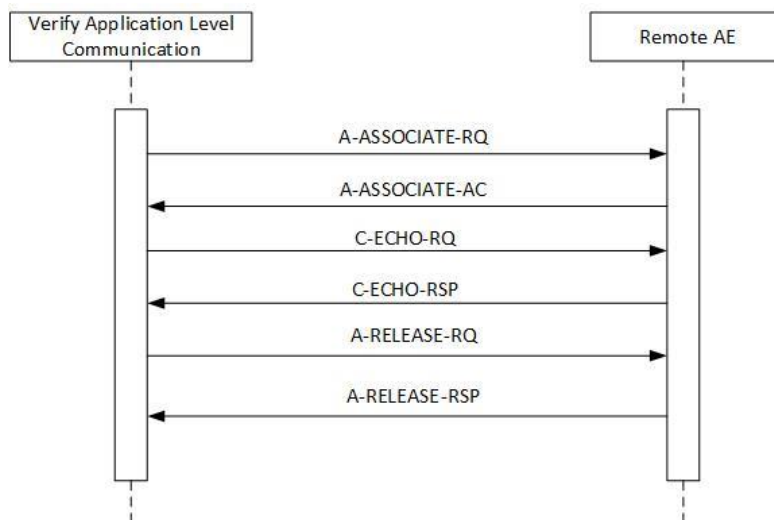 Verify Application Level
Communication
Remote AE
A-ASSOCIATE-RQ
A-ASSOCIATE-AC
C-ECHO-RQ
C-ECHO-RSP
A-RELEASE-RQ
A-RELEASE-RSP